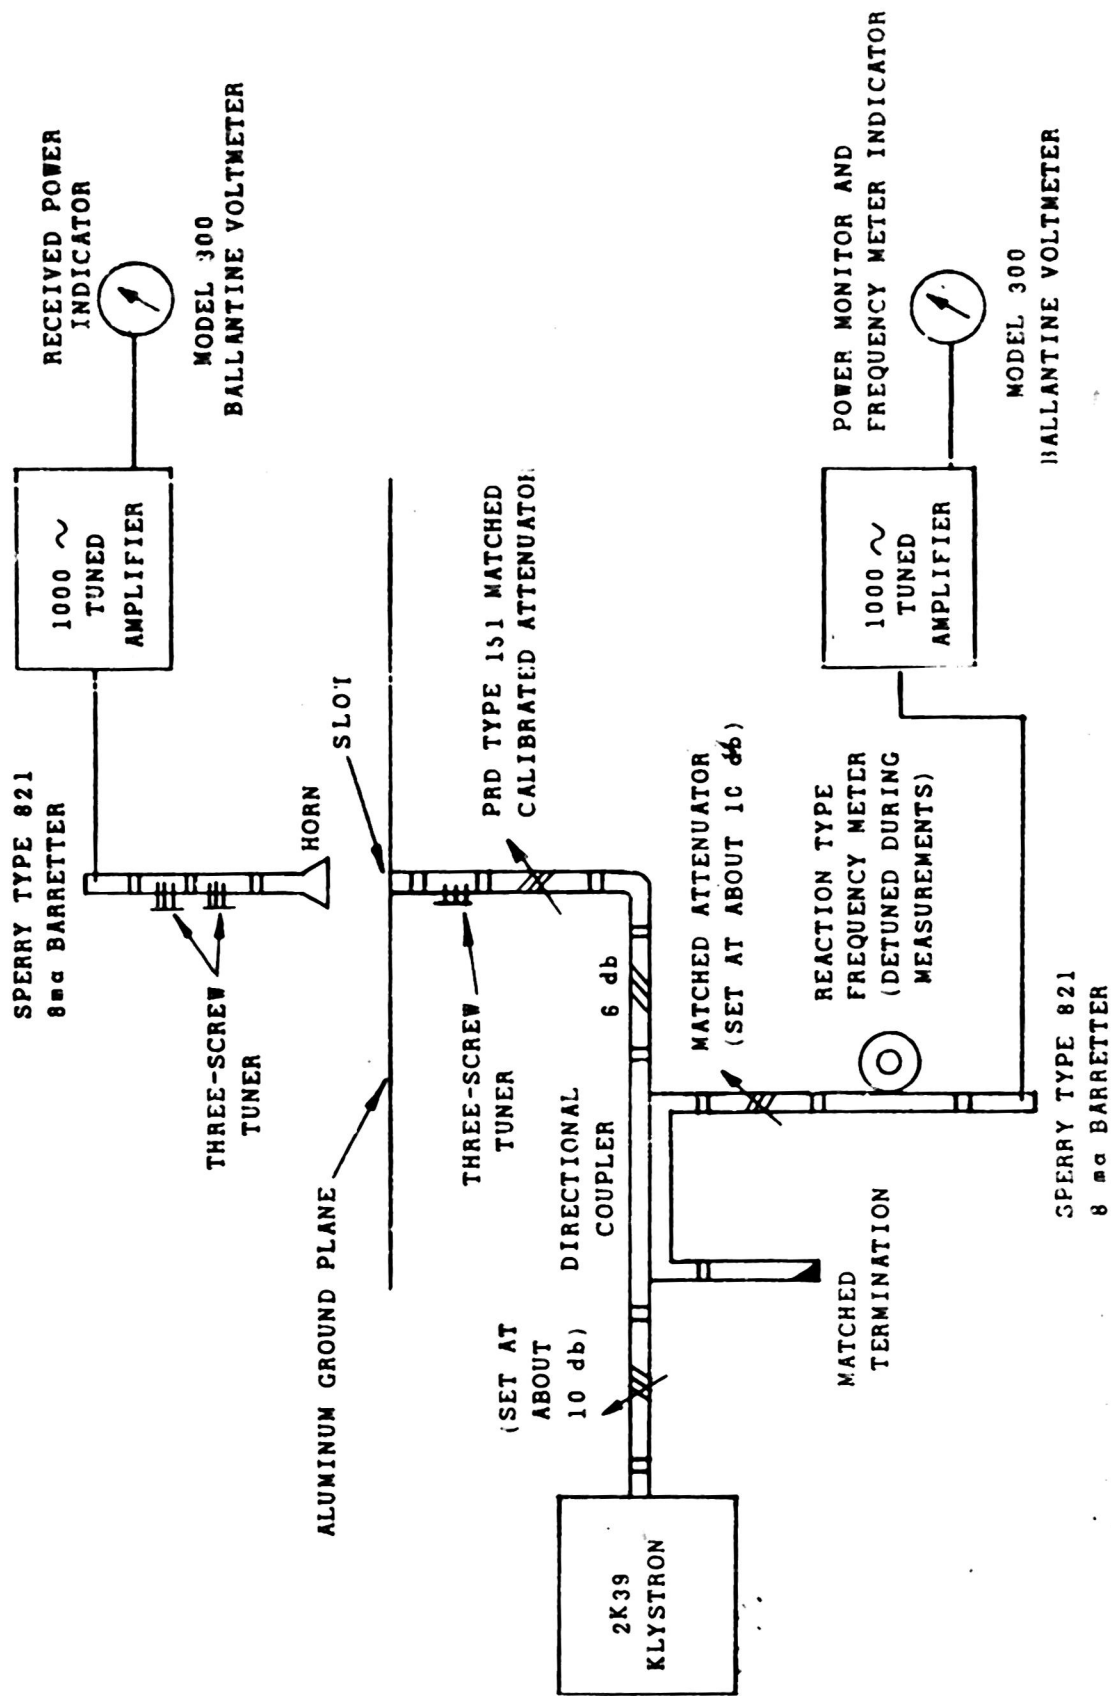 SPERRY TYPE 821
8ma BARRETTER
1000 ~
TUNED
AMPLIFIER
RECEIVED POWER
INDICATOR
MODEL 300
BALLANTINE VOLTMETER
THREE-SCREW
TUNER
HORN
ALUMINUM GROUND PLANE
SLOT
THREE-SCREW
TUNER
PRD TYPE 151 MATCHED
CALIBRATED ATTENUATOR
(SET AT
ABOUT
10 db)
DIRECTIONAL
COUPLER
6 db
2K39
KLYSTRON
MATCHED
TERMINATION
MATCHED ATTENUATOR
(SET AT ABOUT 10 db)
REACTION TYPE
FREQUENCY METER
(DETUNED DURING
MEASUREMENTS)
SPERRY TYPE 821
8 ma BARRETTER
1000 ~
TUNED
AMPLIFIER
POWER MONITOR AND
FREQUENCY METER INDICATOR
MODEL 300
BALLANTINE VOLTMETER